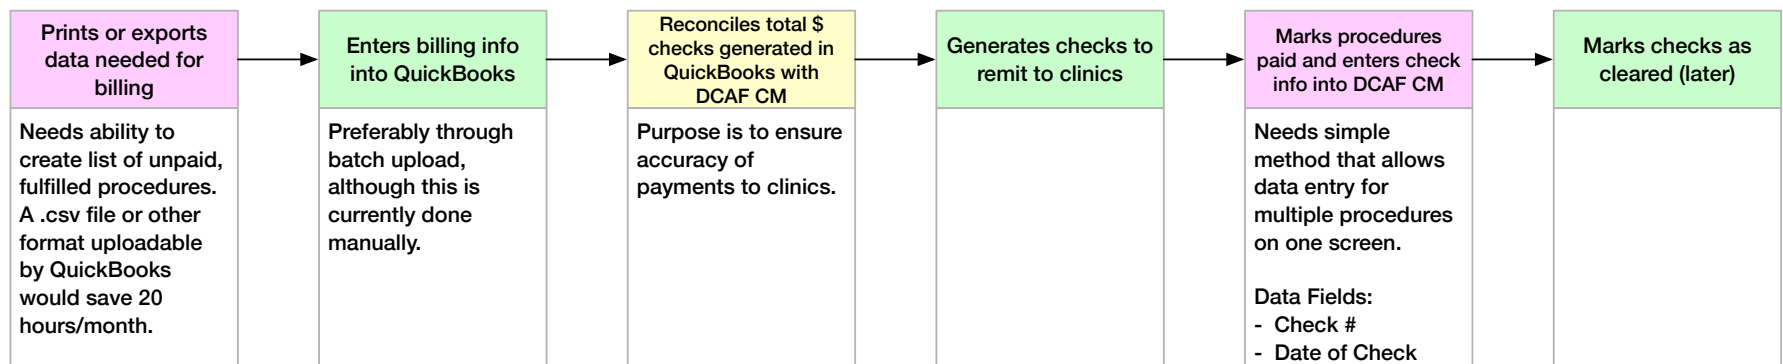 Prints or exports
data needed for
billing
Needs ability to
create list of unpaid,
fulfilled procedures.
A .csv file or other
format uploadable
by QuickBooks
would save 20
hours/month.
Enters billing info
into QuickBooks
Preferably through
batch upload,
although this is
currently done
manually.
Reconciles total $
checks generated in
QuickBooks with
DCAF CM
Purpose is to ensure
accuracy of
payments to clinics.
Generates checks to
remit to clinics
Marks procedures
paid and enters check
info into DCAF CM
Needs simple
method that allows
data entry for
multiple procedures
on one screen.
Data Fields:
- Check #
- Date of Check
Marks checks as
cleared (later)